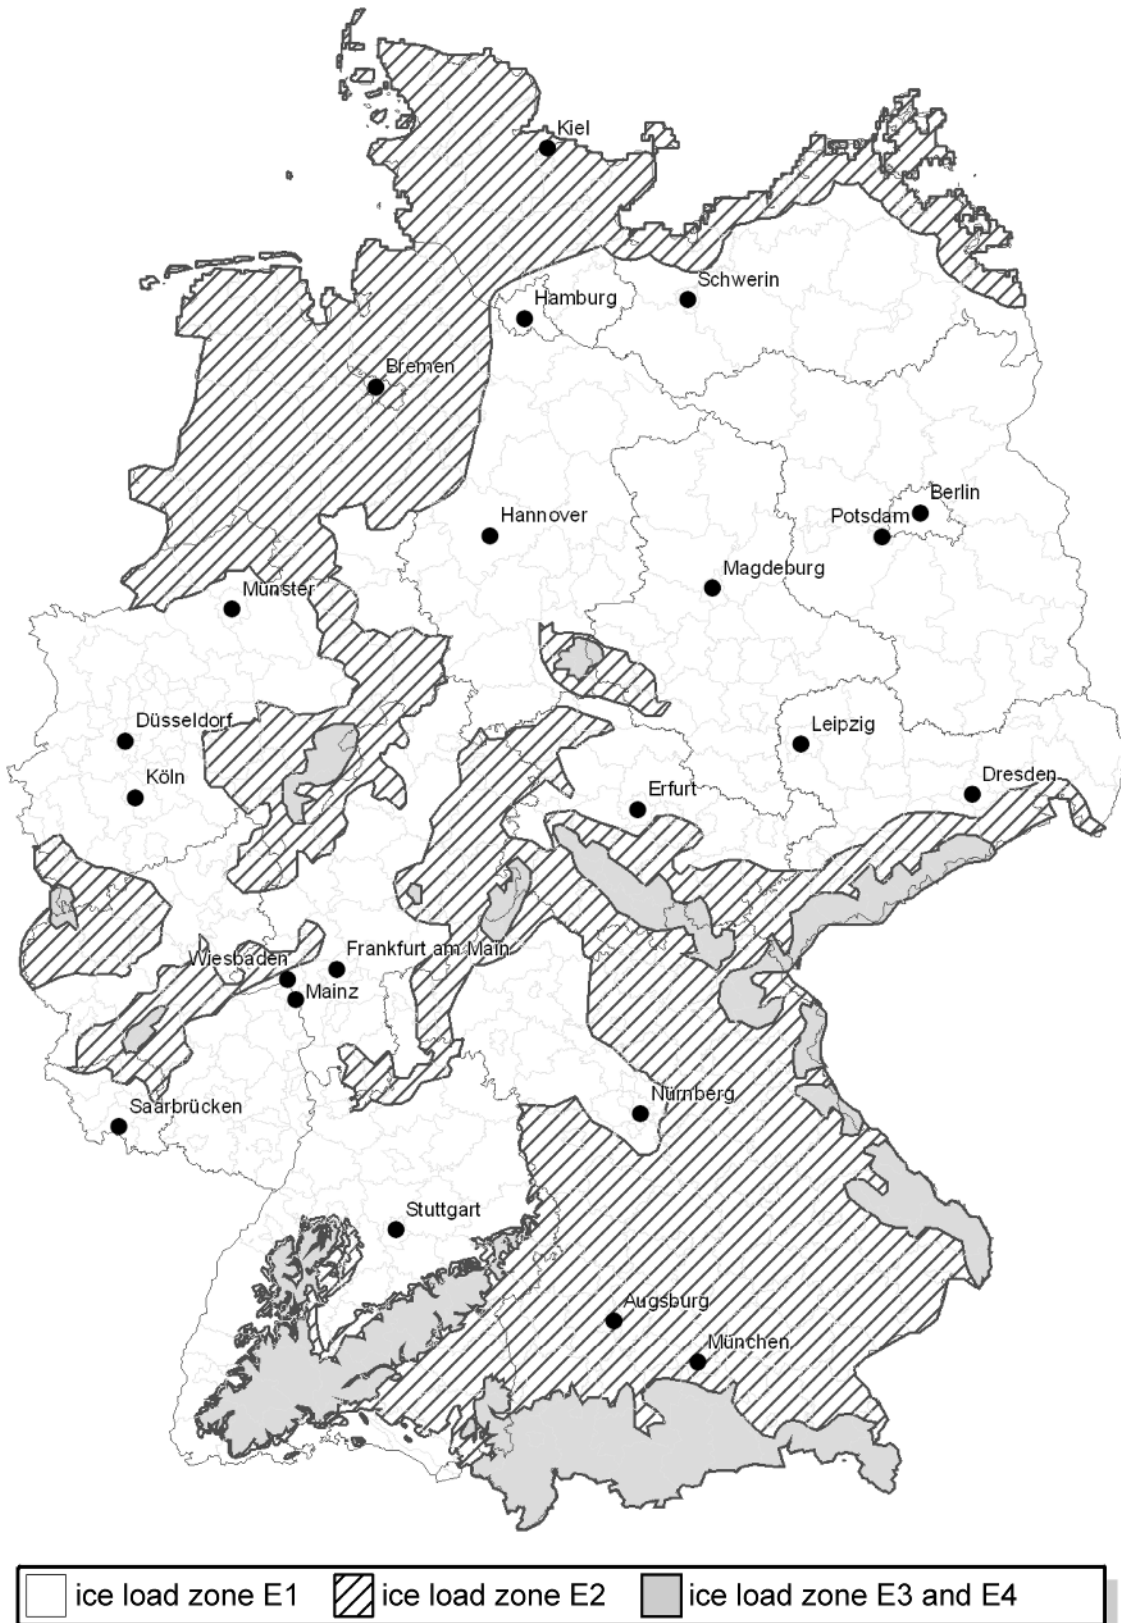 Kiel
Schwerin
Hamburg
Bremen
Berlin
Hannover
Potsdam
Magdeburg
Münster
Düsseldorf
Leipzig
Köln
Erfurt
Dresden
Wiesbaden
Frankfurt am Main
Mainz
Saarbrücken
Nürnberg
Stuttgart
Augsburg
München
ice load zone E1
ice load zone E2
ice load zone E3 and E4